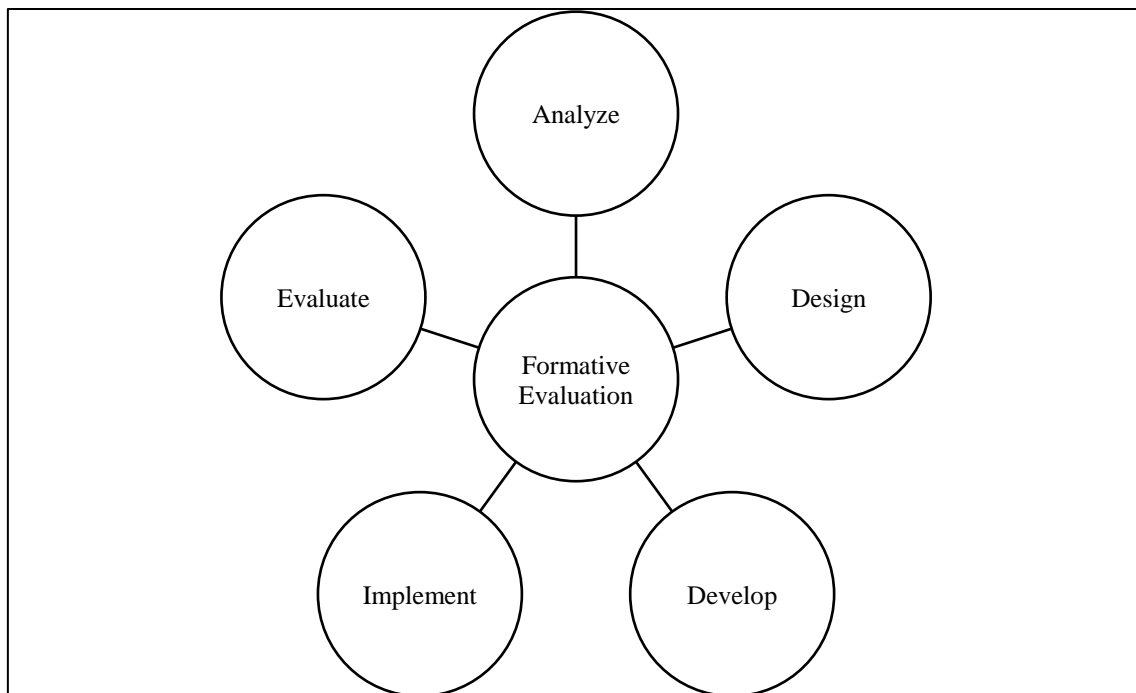 Analyze
Evaluate
Design
Formative
Evaluation
Implement
Develop